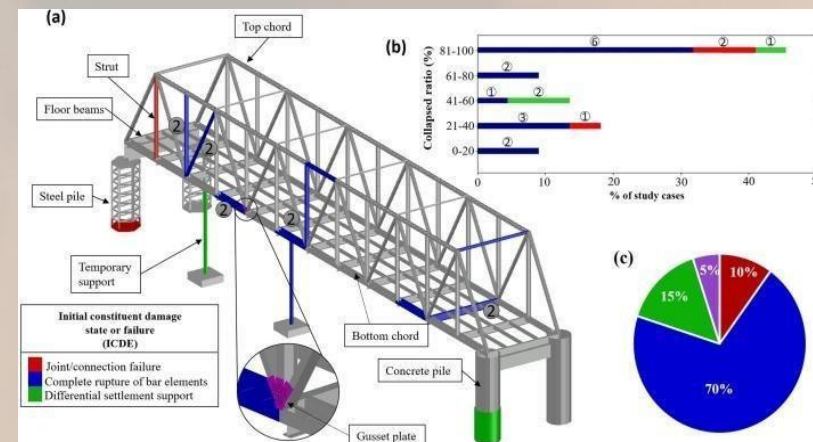 (a)
Top chord
Strut
Floor beams
2
2
2
2
2
Steel pile
Temporary
support
Bottom chord
Concrete pile
Gusset plate
Initial constituent damage
state or failure
(ICDE)
Joint/connection failure
Complete rupture of bar elements
Differential settlement support
(b)
Collapsed ratio (%)
81-100
⑥ ② ①
61-80
②
41-60
① ②
21-40
③ ①
0-20
②
0 10 20 30 40
% of study cases
(c)
5%
10%
15%
70%